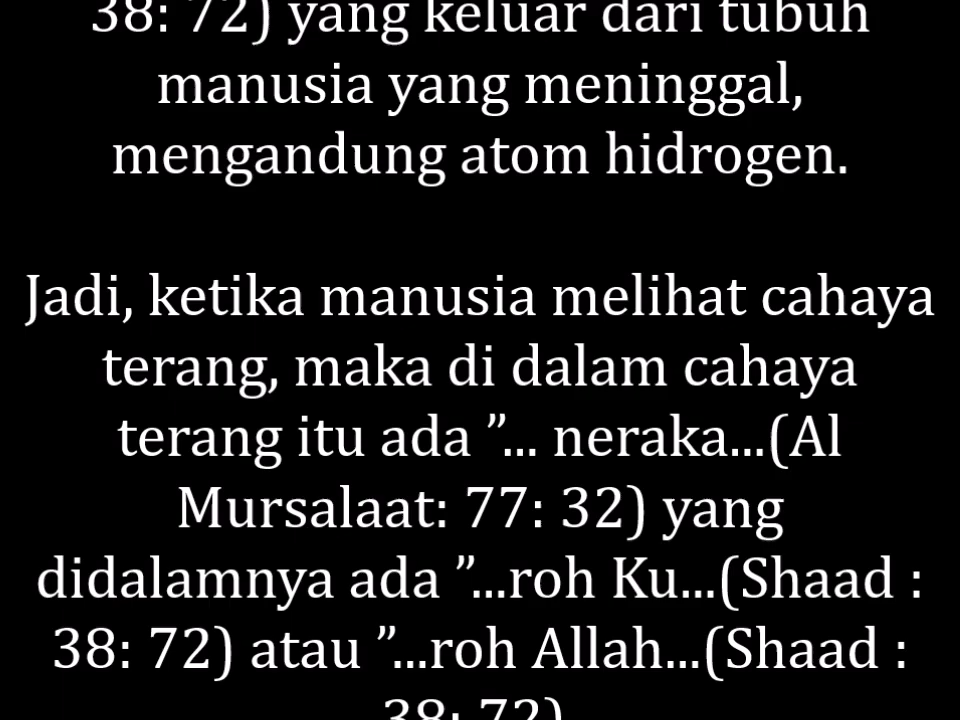 38: 72) yang keluar dari tubuh
manusia yang meninggal,
mengandung atom hidrogen.
Jadi, ketika manusia melihat cahaya
terang, maka di dalam cahaya
terang itu ada ”... neraka...(Al
Mursalaat: 77: 32) yang
didalamnya ada ”...roh Ku...(Shaad :
38: 72) atau ”...roh Allah...(Shaad :
38: 72)